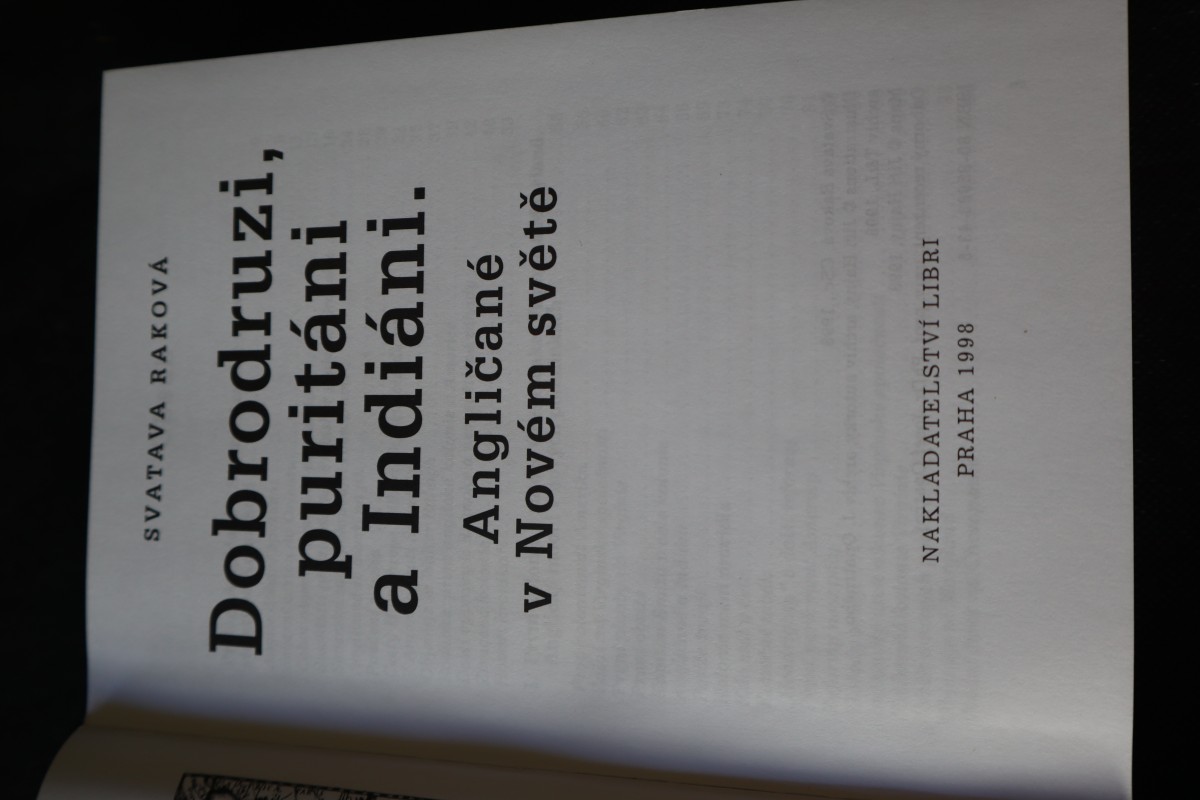 SVATAVA RAKOVÁ
Dobrodruzi,
puritáni
a Indiáni.
Angličané
v Novém světě
NAKLADATELSTVÍ LIBRI
PRAHA 1998